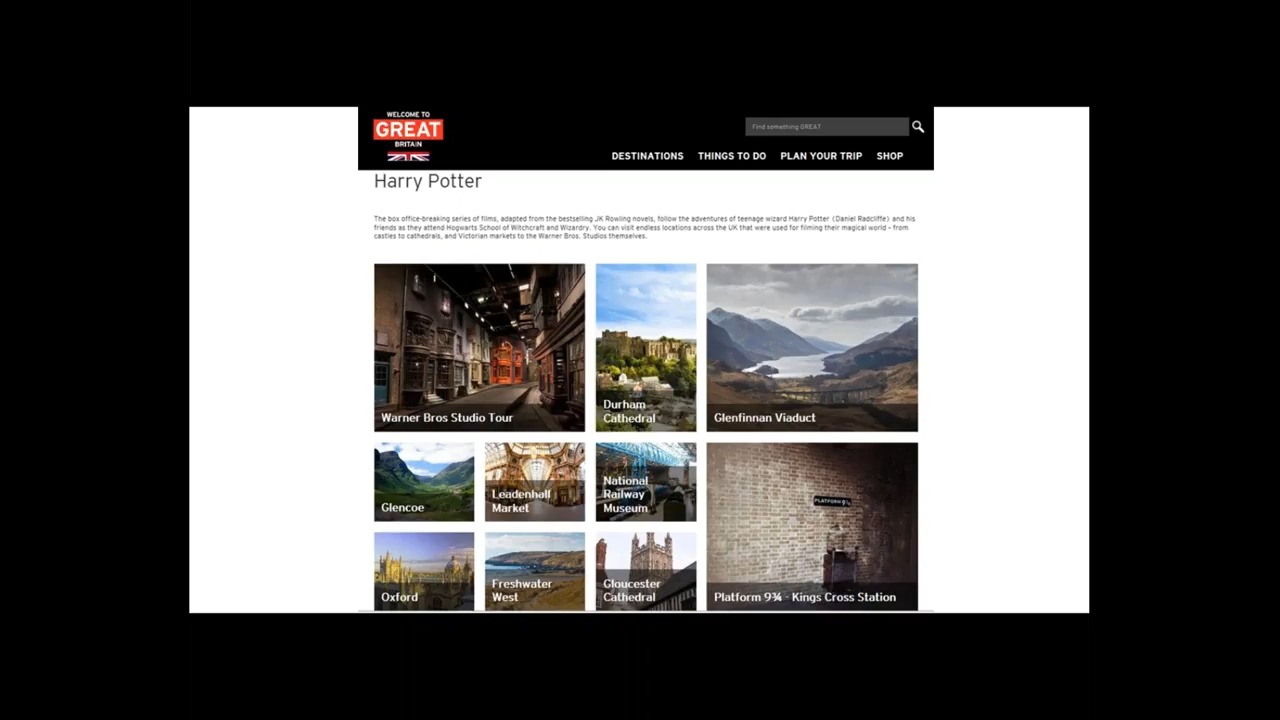 WELCOME TO
GREAT
BRITAIN
Find something GREAT
DESTINATIONS THINGS TO DO PLAN YOUR TRIP SHOP
Harry Potter
The box office-breaking series of films, adapted from the bestselling JK Rowling novels, follow the adventures of teenage wizard Harry Potter (Daniel Radcliffe) and his
friends as they attend Hogwarts School of Witchcraft and Wizardry. You can visit endless locations across the UK that were used for filming their magical world - from
castles to cathedrals, and Victorian markets to the Warner Bros. Studios themselves.
Warner Bros Studio Tour
Durham
Cathedral
Glenfinnan Viaduct
Glencoe
Leadenhall
Market
National
Railway
Museum
PLATFORM 9¾
Oxford
Freshwater
West
Gloucester
Cathedral
Platform 9¾ - Kings Cross Station